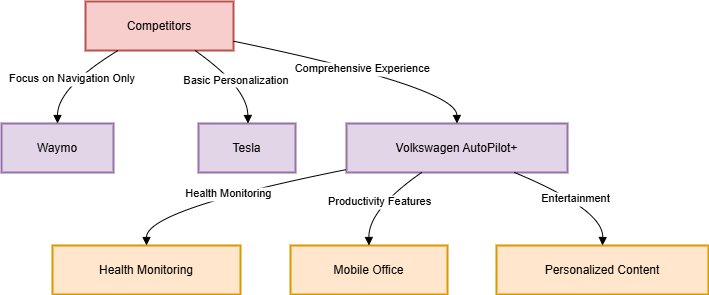 Competitors
Focus on Navigation Only
Basic Personalization
Comprehensive Experience
Waymo
Tesla
Volkswagen AutoPilot+
Health Monitoring
Productivity Features
Entertainment
Health Monitoring
Mobile Office
Personalized Content